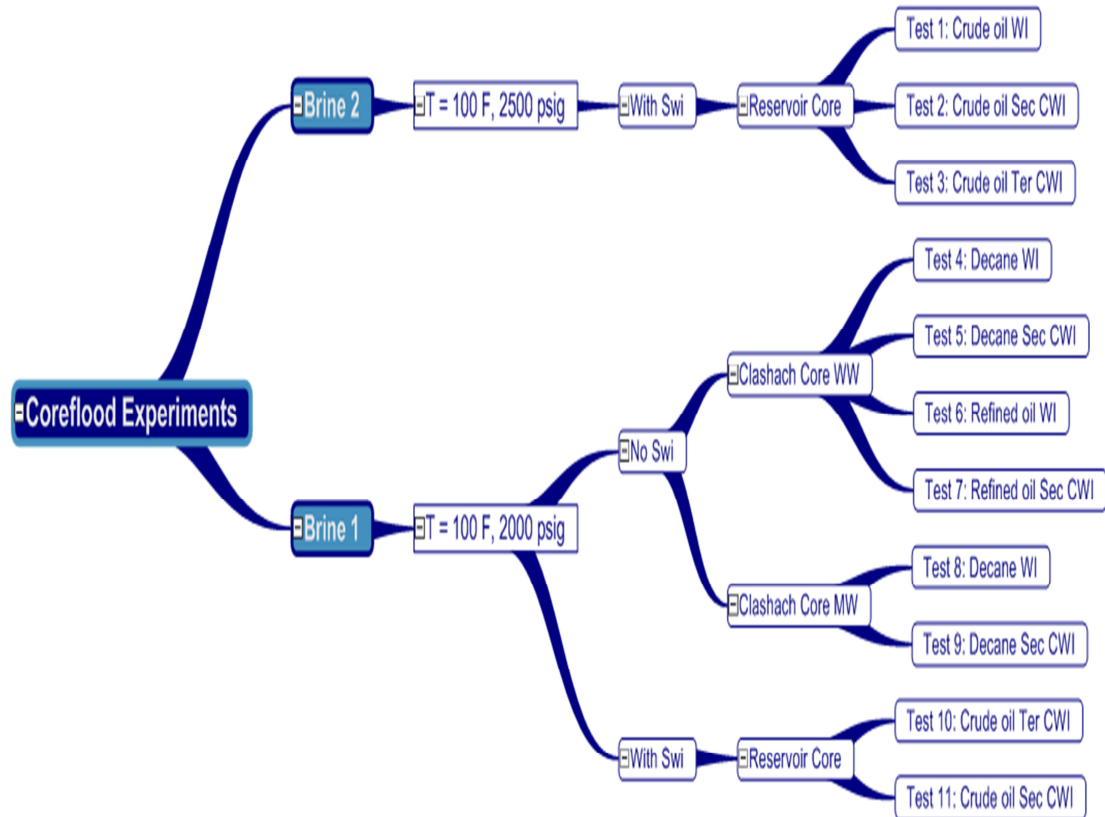 Coreflood Experiments
Brine 2
T = 100 F, 2500 psig
With Swi
Reservoir Core
Test 1: Crude oil WI
Test 2: Crude oil Sec CWI
Test 3: Crude oil Ter CWI
Brine 1
T = 100 F, 2000 psig
No Swi
Clashach Core WW
Test 4: Decane WI
Test 5: Decane Sec CWI
Test 6: Refined oil WI
Test 7: Refined oil Sec CWI
Clashach Core MW
Test 8: Decane WI
Test 9: Decane Sec CWI
With Swi
Reservoir Core
Test 10: Crude oil Ter CWI
Test 11: Crude oil Sec CWI